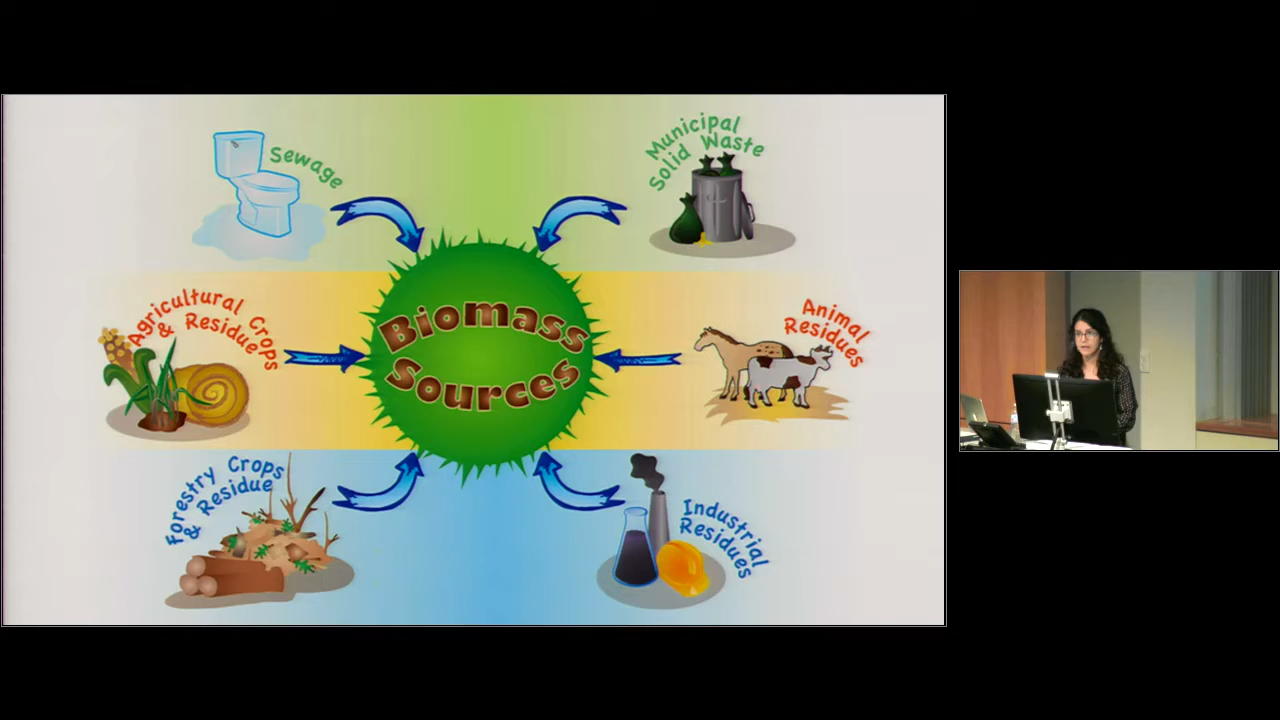 Sewage
Municipal
Solid Waste
Agricultural Crops
& Residue
Biomass
Sources
Animal
Residues
Forestry Crops
& Residue
Industrial
Residues